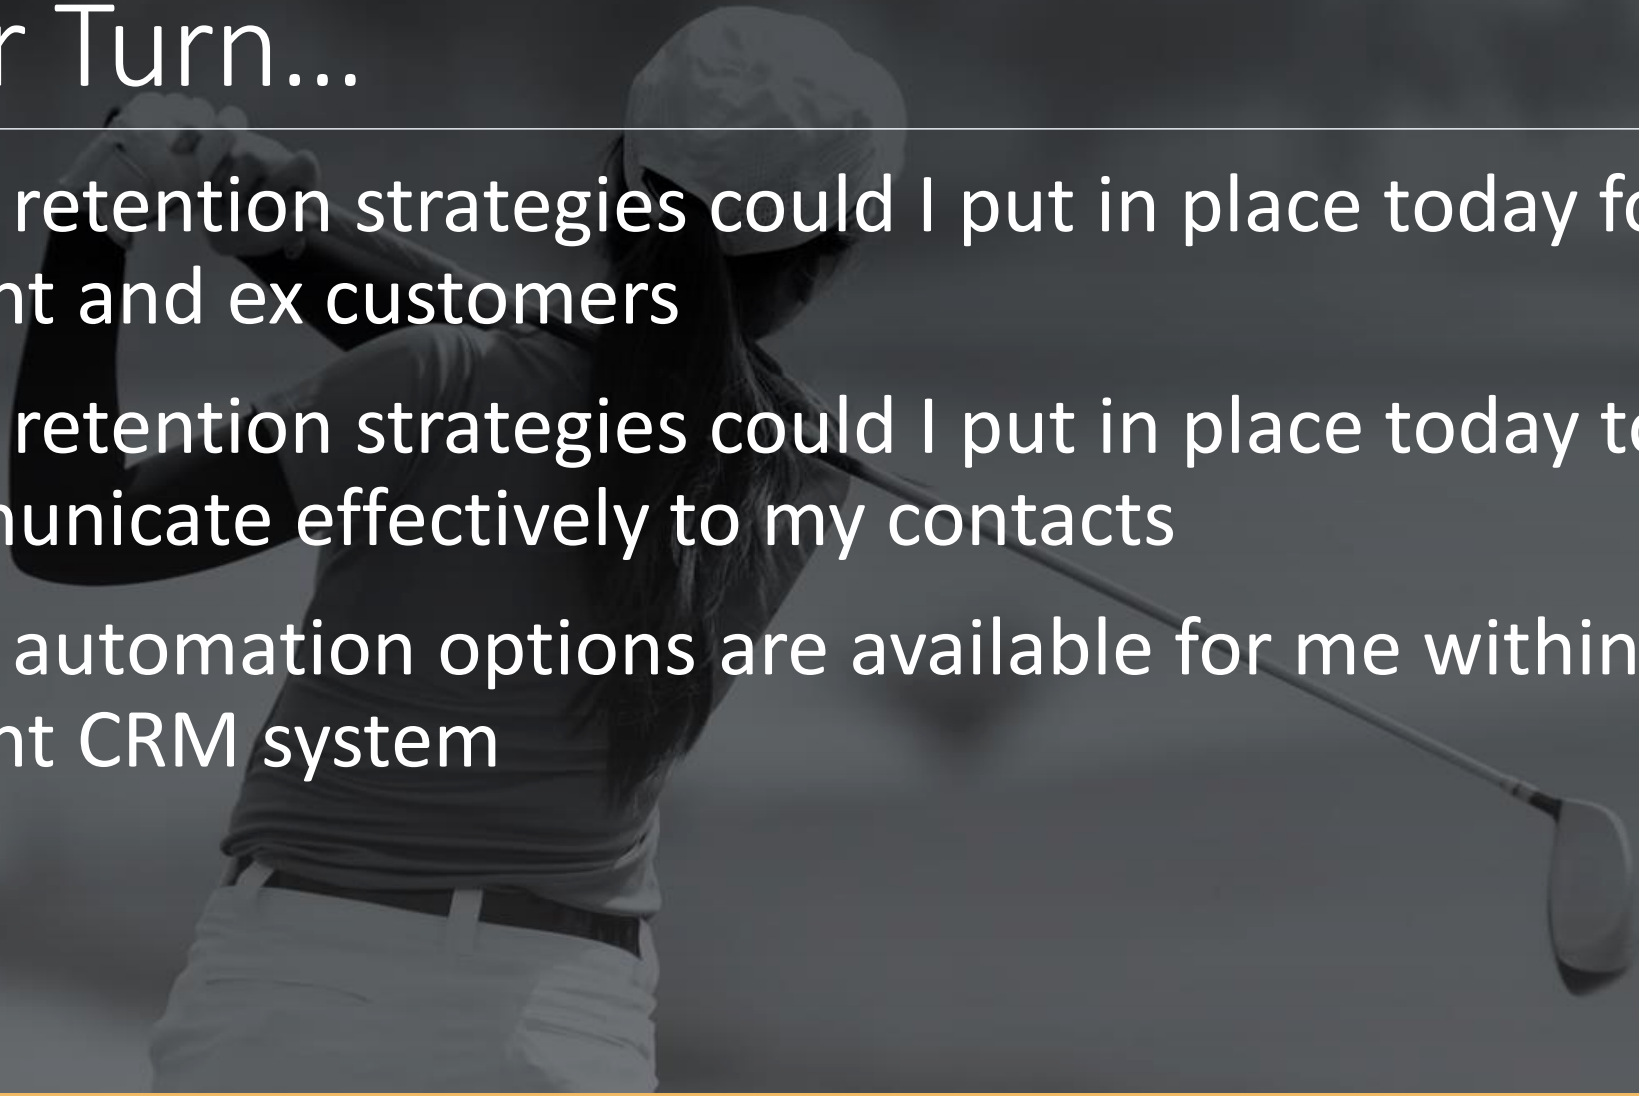 r Turn...
retention strategies could I put in place today fo
nt and ex customers
retention strategies could I put in place today to
unicate effectively to my contacts
automation options are available for me within
nt CRM system